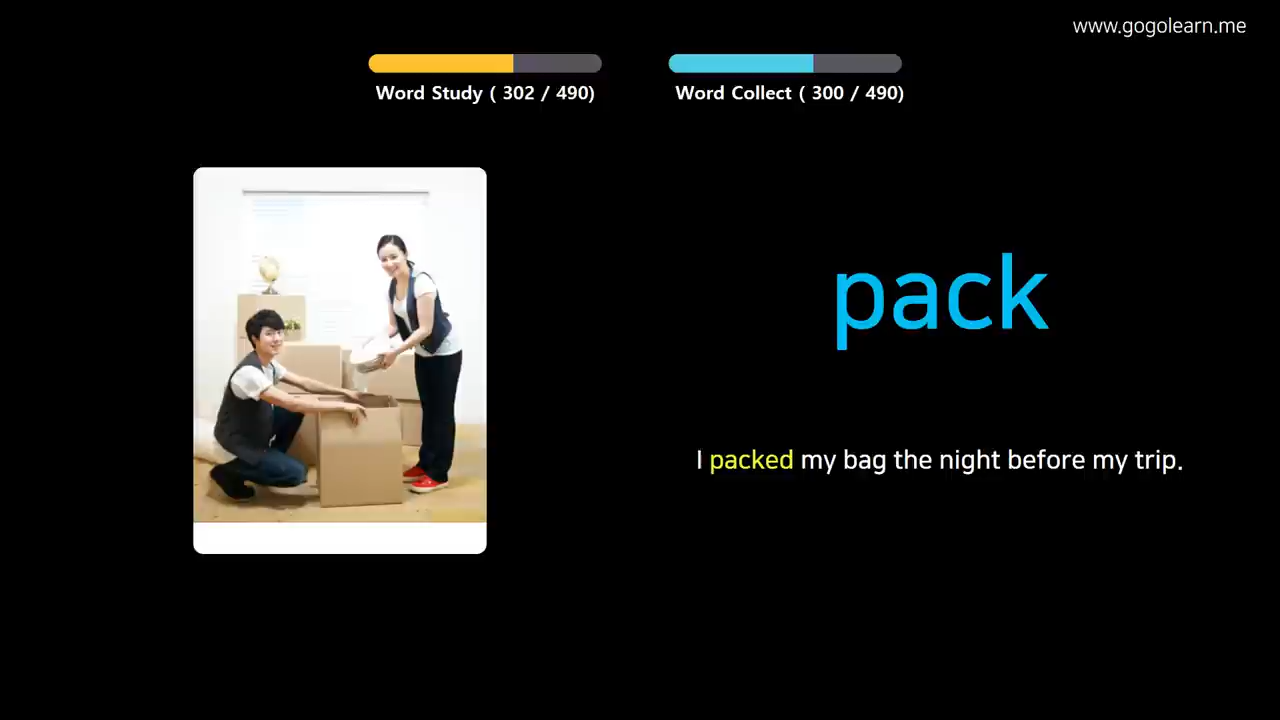 www.gogolearn.me
Word Study ( 302 / 490)
Word Collect ( 300 / 490)
pack
I packed my bag the night before my trip.